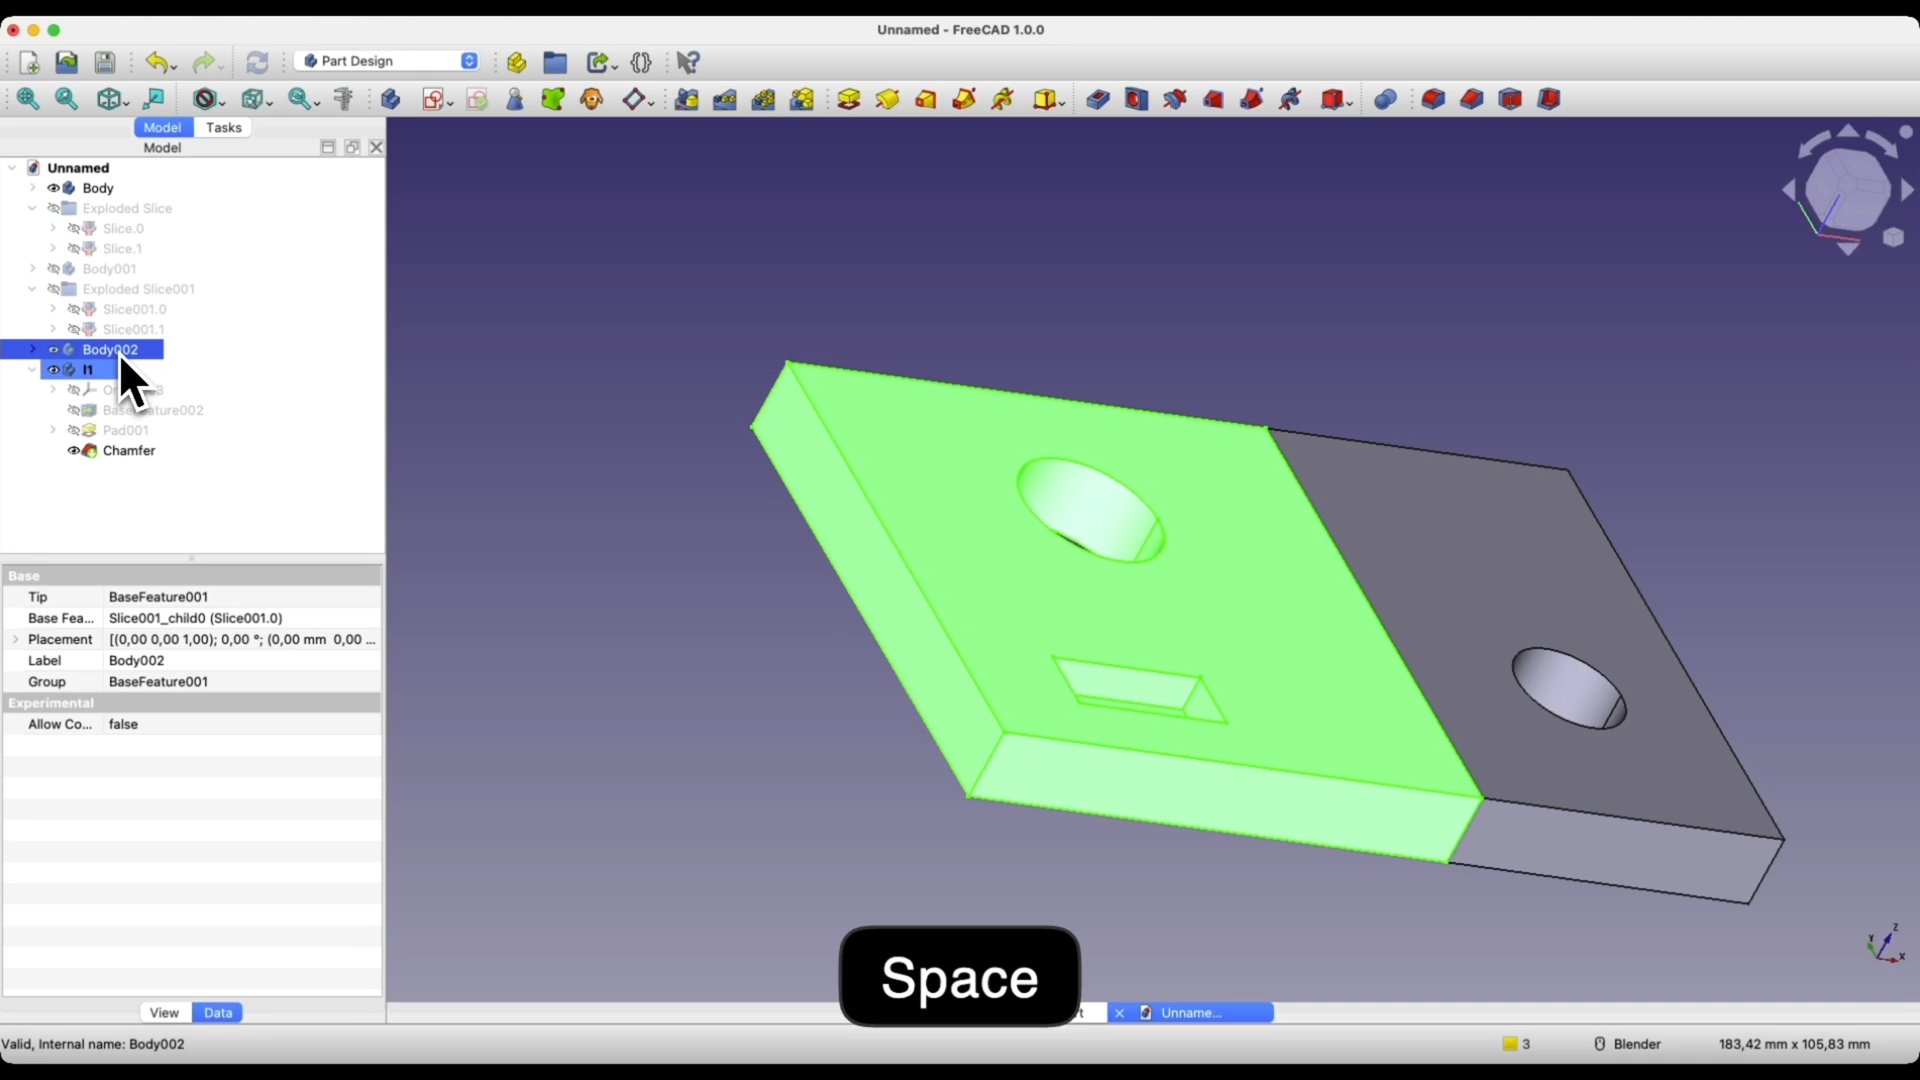 Unnamed - FreeCAD 1.0.0
Part Design
Model
Tasks
Model
Unnamed
Body
Exploded Slice
Slice.0
Slice.1
Body001
Exploded Slice001
Slice001.0
Slice001.1
Body002
BaseFeature002
Pad001
Chamfer
Base
Tip BaseFeature001
Base Fea... Slice001_child0 (Slice001.0)
Placement [(0,00 0,00 1,00); 0,00 °; (0,00 mm 0,00 ...
Label Body002
Group BaseFeature001
Experimental
Allow Co... false
Z
Y
X
Space
View
Data
Unname...
Valid, Internal name: Body002
3
Blender
183,42 mm x 105,83 mm